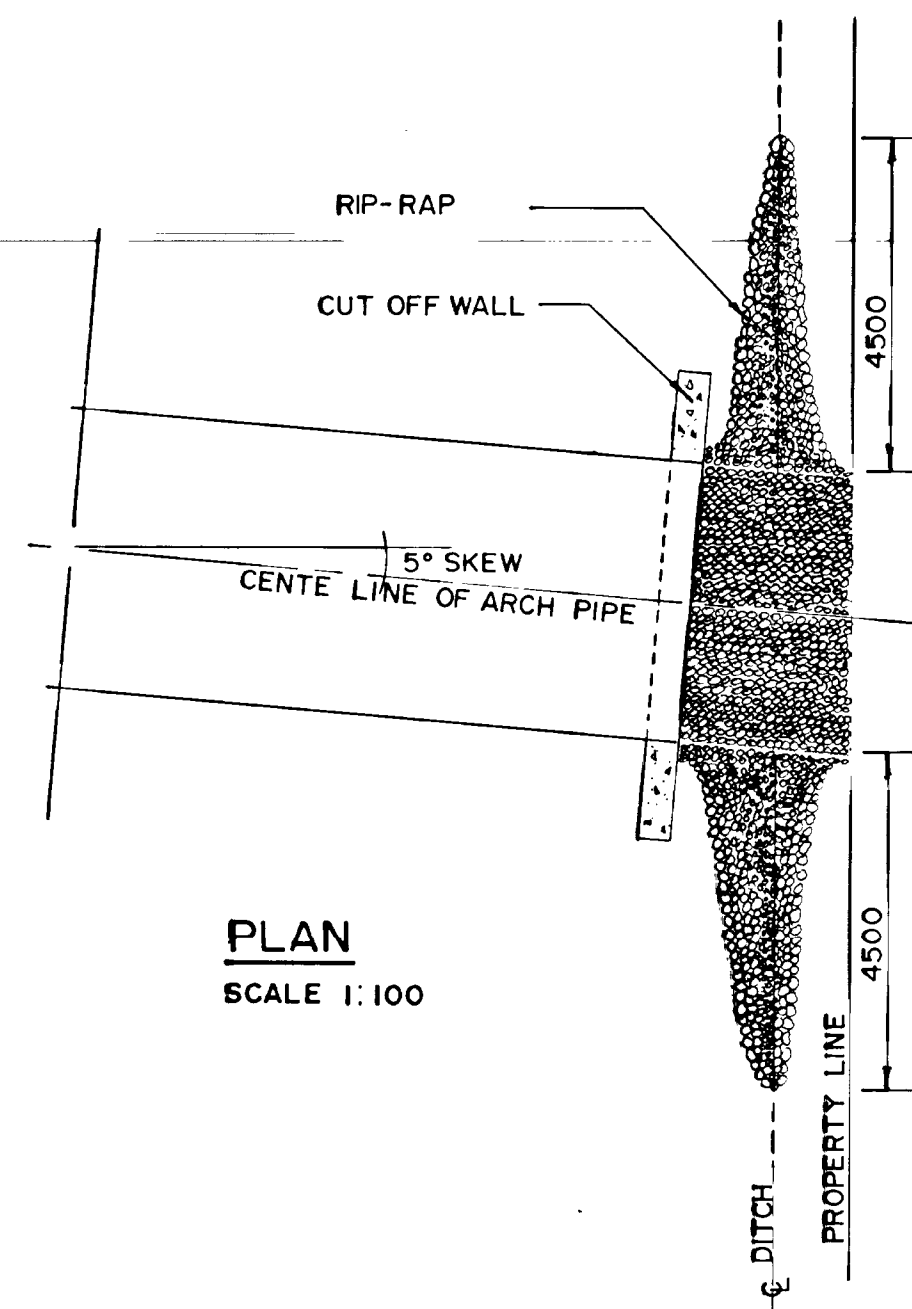 RIP-RAP
CUT OFF WALL
4500
5° SKEW
CENTE LINE OF ARCH PIPE
PLAN
SCALE 1:100
4500
PROPERTY LINE
℄ DITCH